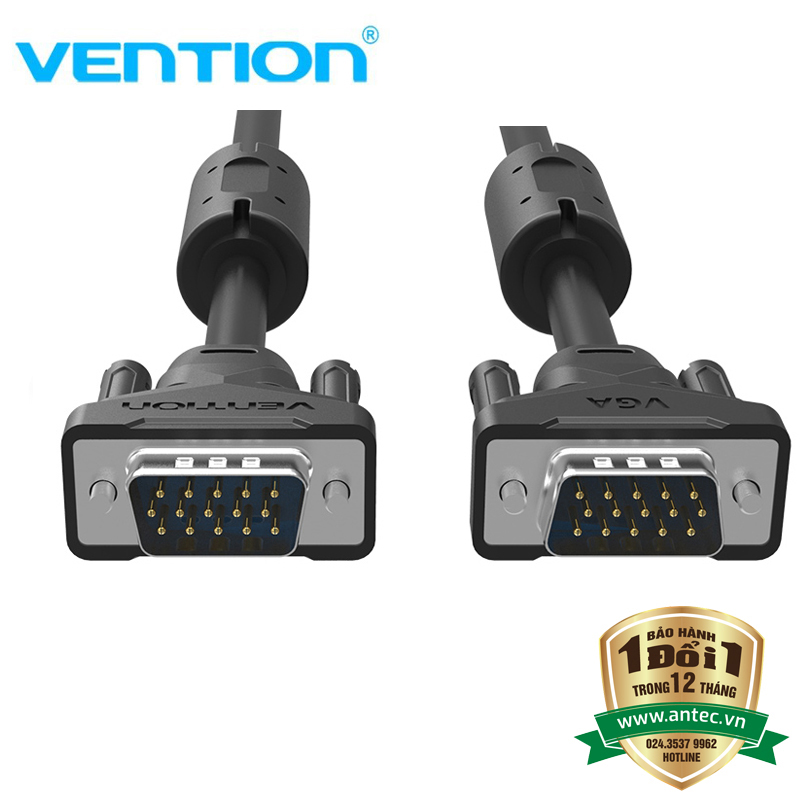 VENTION®
VENTION
VGA
BẢO HÀNH
1 Đổi 1
TRONG 12 THÁNG
www.antec.vn
024.3537 9962
HOTLINE